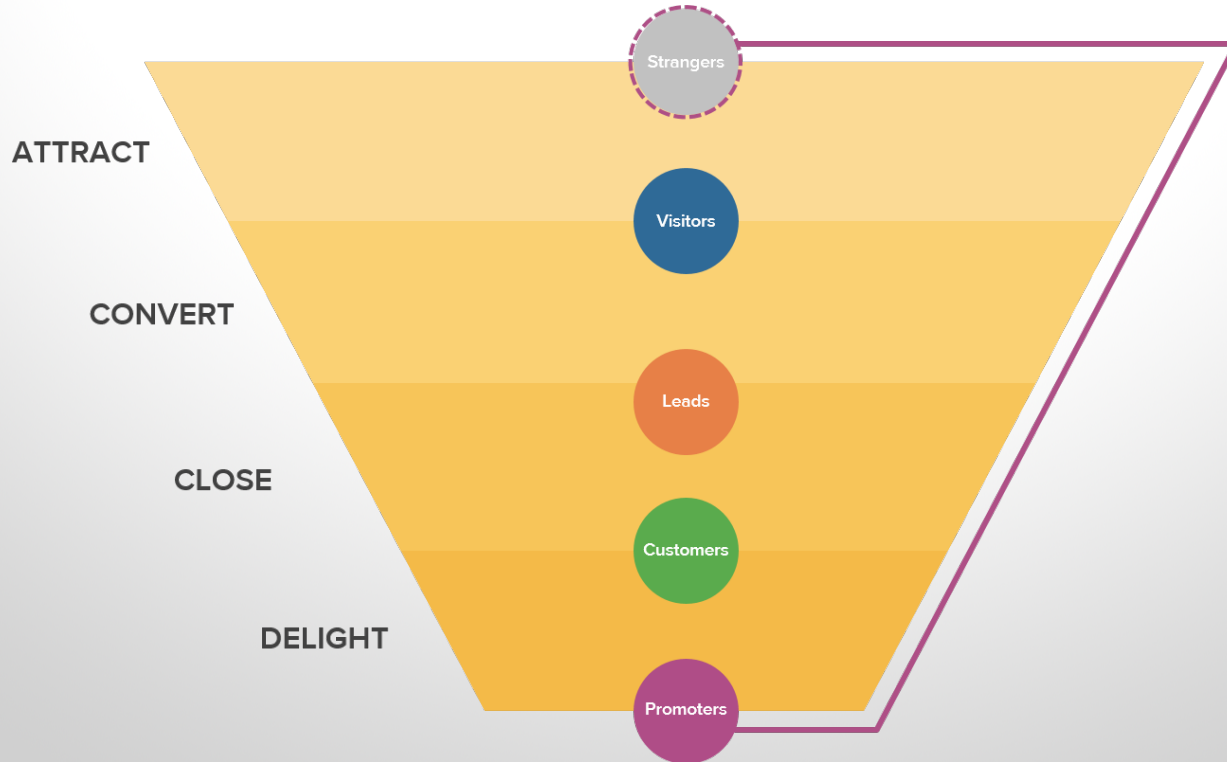 Strangers
ATTRACT
Visitors
CONVERT
Leads
CLOSE
Customers
DELIGHT
Promoters